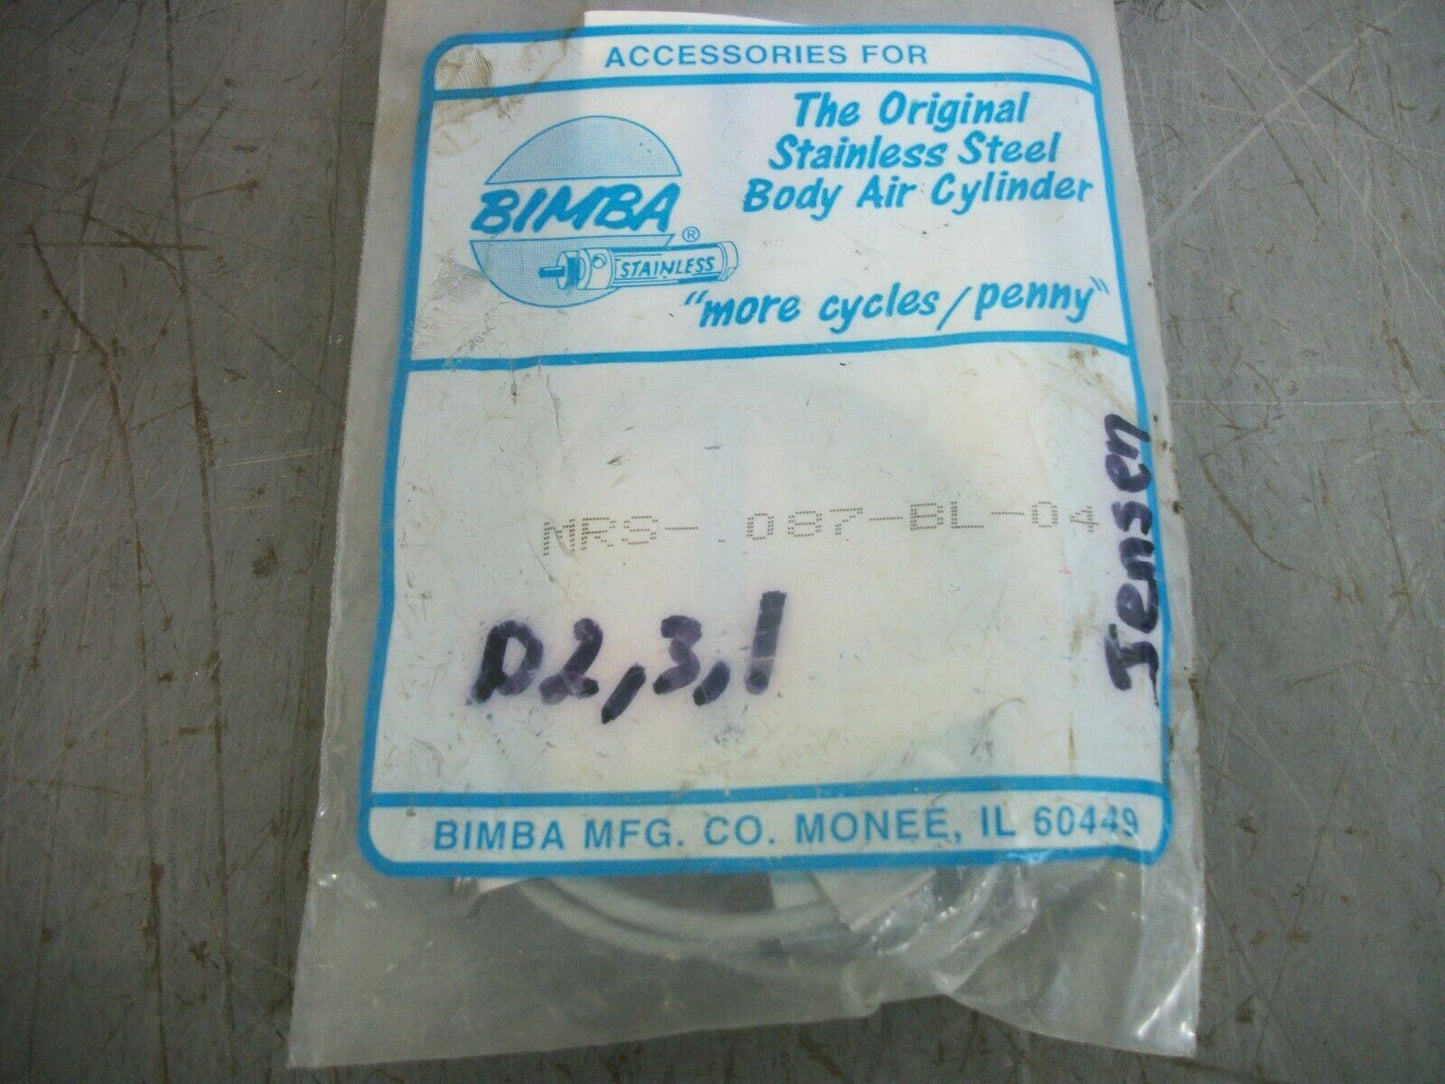 ACCESSORIES FOR
The Original
Stainless Steel
Body Air Cylinder
BIMBA®
STAINLESS
"more cycles/penny"
MRS-.087-BL-04
D2,3,1
Jensen
BIMBA MFG. CO. MONEE, IL 60449